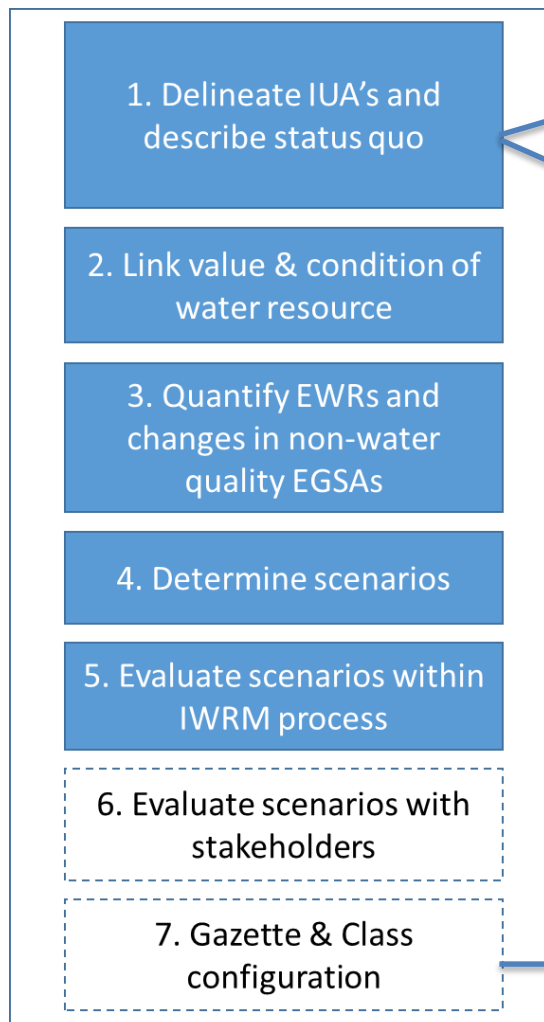 1. Delineate IUA's and
describe status quo
2. Link value & condition of
water resource
3. Quantify EWRs and
changes in non-water
quality EGSAs
4. Determine scenarios
5. Evaluate scenarios within
IWRM process
6. Evaluate scenarios with
stakeholders
7. Gazette & Class
configuration